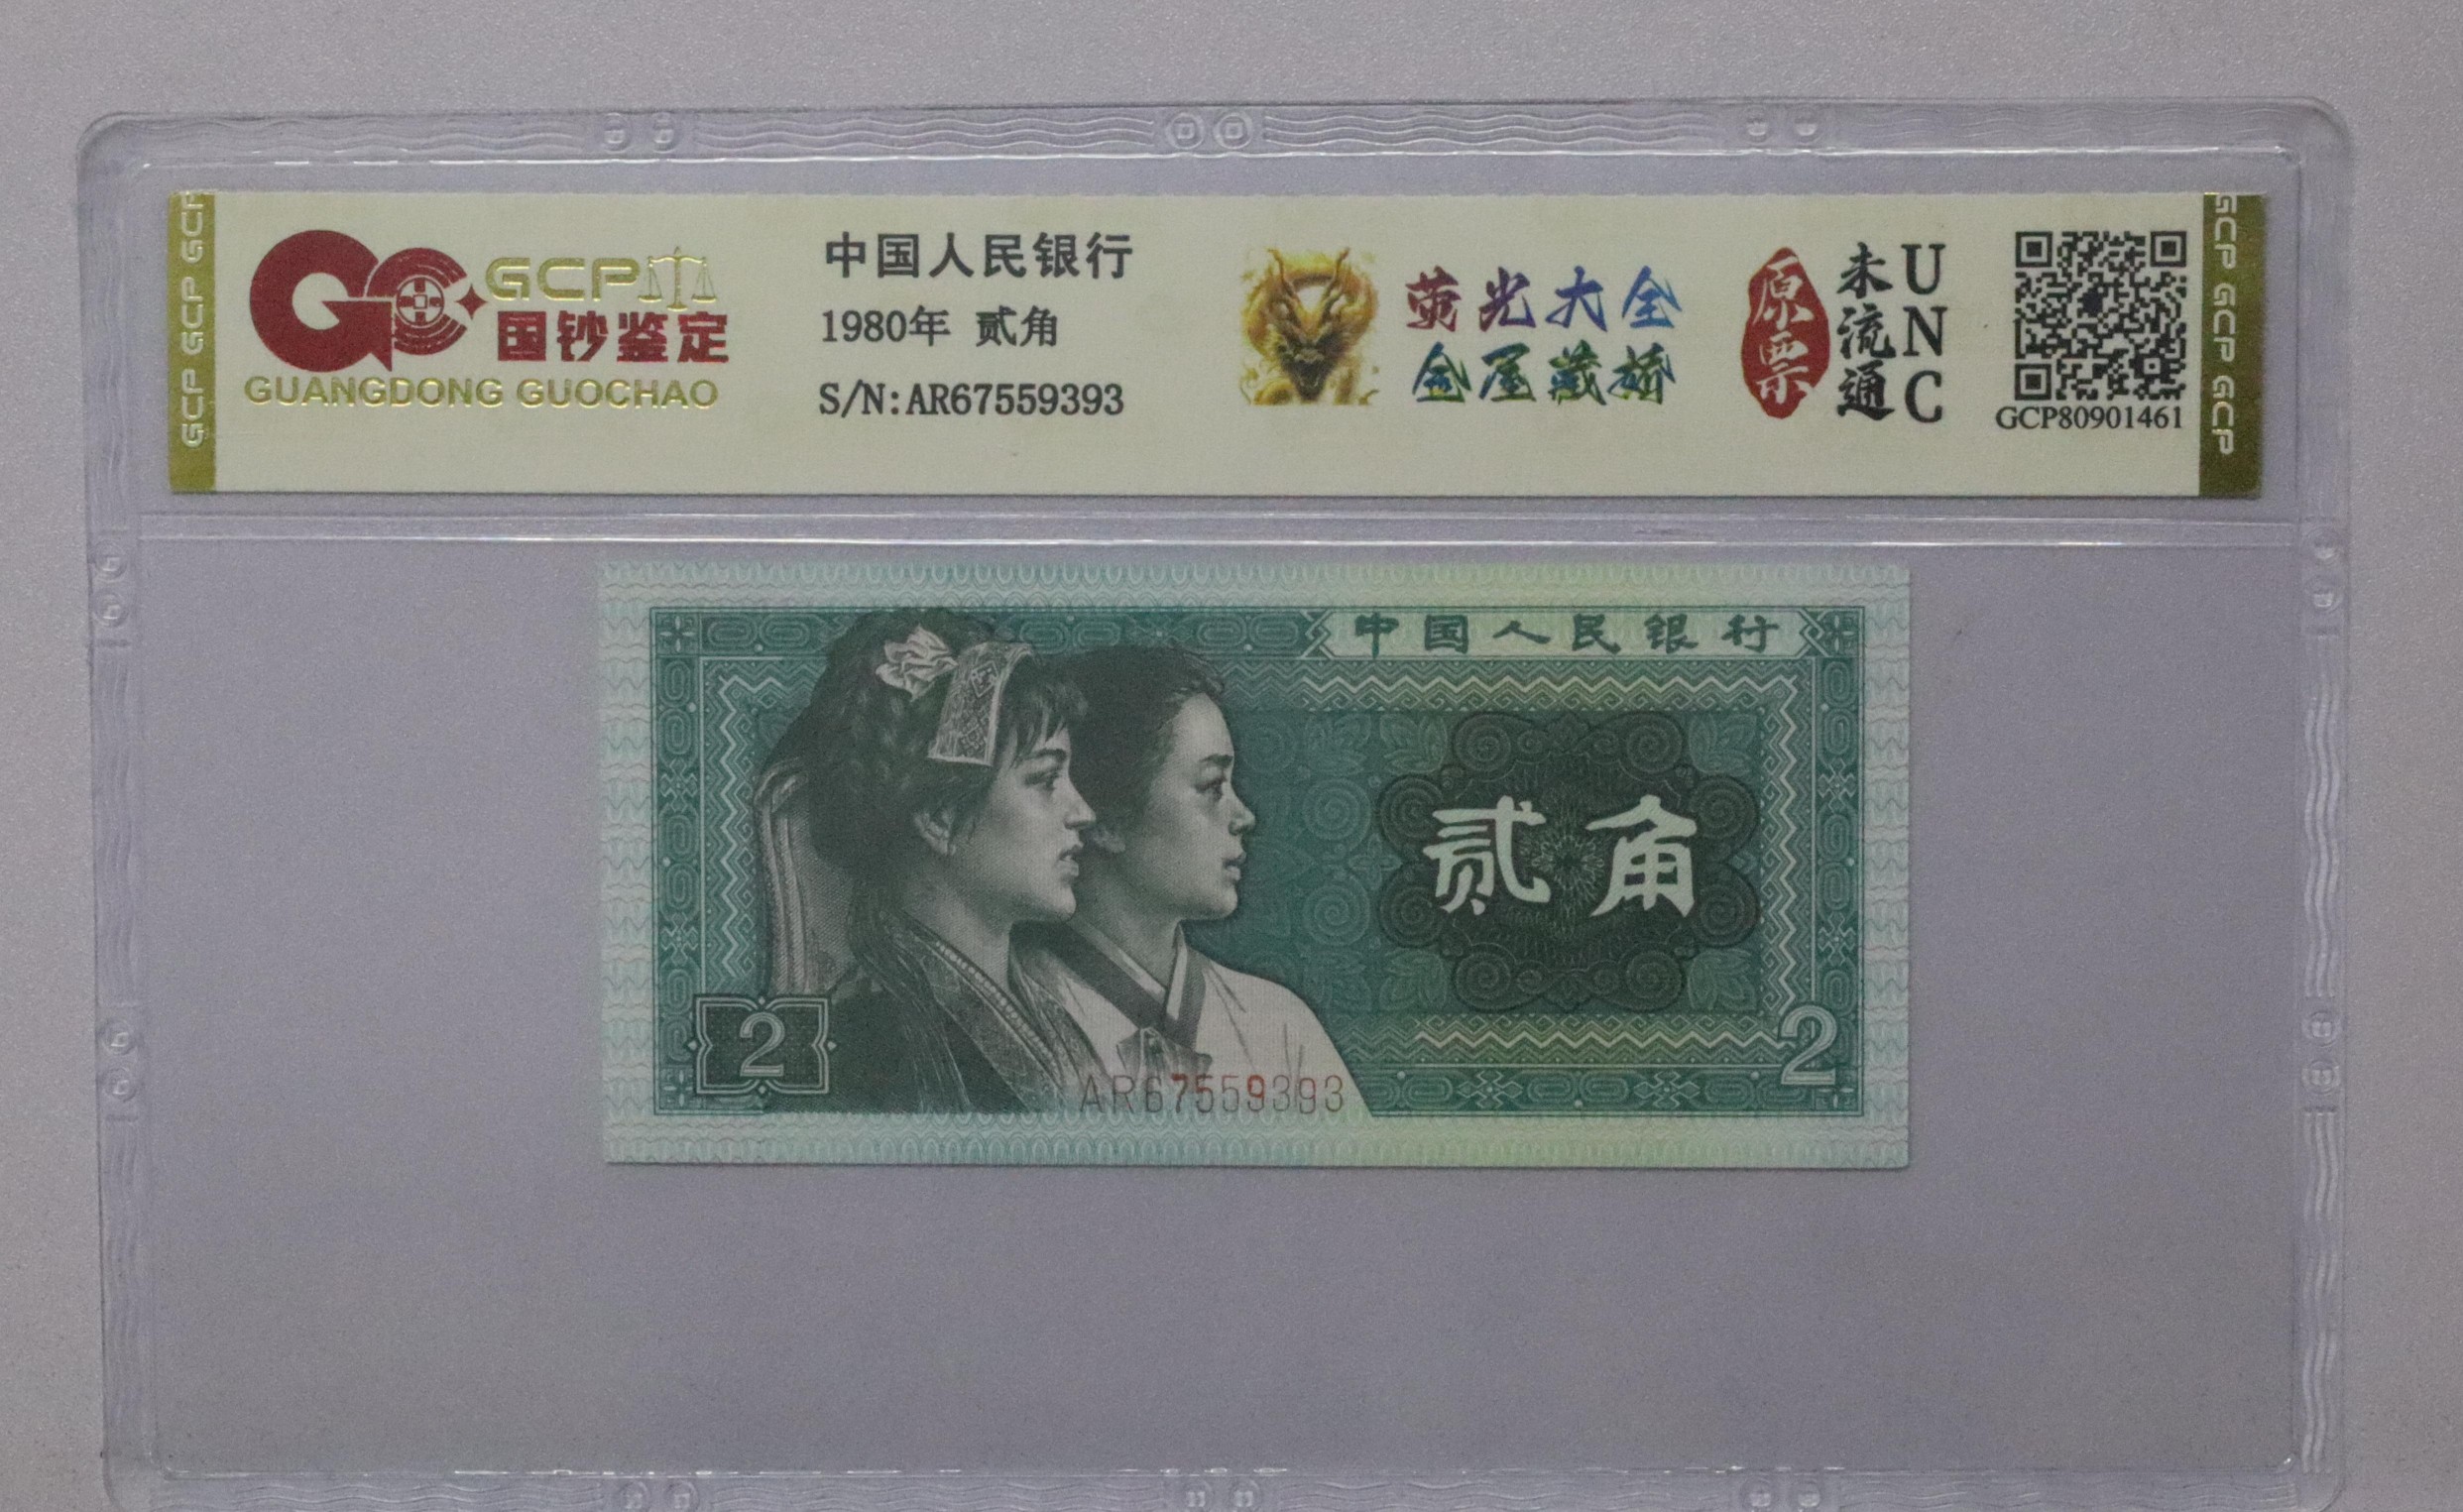 GCP GCP GCP
GCP
国钞鉴定
GUANGDONG GUOCHAO
中国人民银行
1980年 贰角
S/N:AR67559393
荧光大全
金屋藏娇
原票
未流通
UNC
GCP80901461
GCP GCP GCP
中国人民银行
贰角
2
2
AR67559393